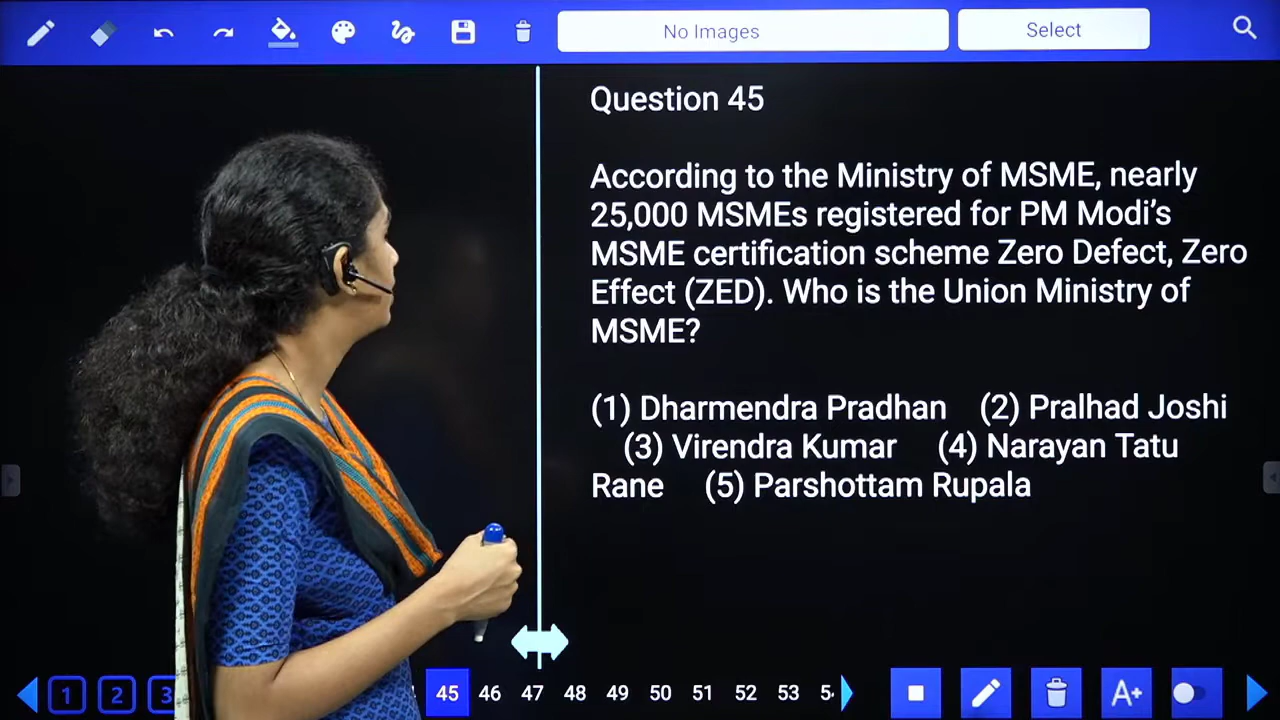 No Images
Select
Question 45
According to the Ministry of MSME, nearly
25,000 MSMEs registered for PM Modi’s
MSME certification scheme Zero Defect, Zero
Effect (ZED). Who is the Union Ministry of
MSME?
(1) Dharmendra Pradhan (2) Pralhad Joshi
(3) Virendra Kumar (4) Narayan Tatu
Rane (5) Parshottam Rupala
1 2 3 45 46 47 48 49 50 51 52 53
A+